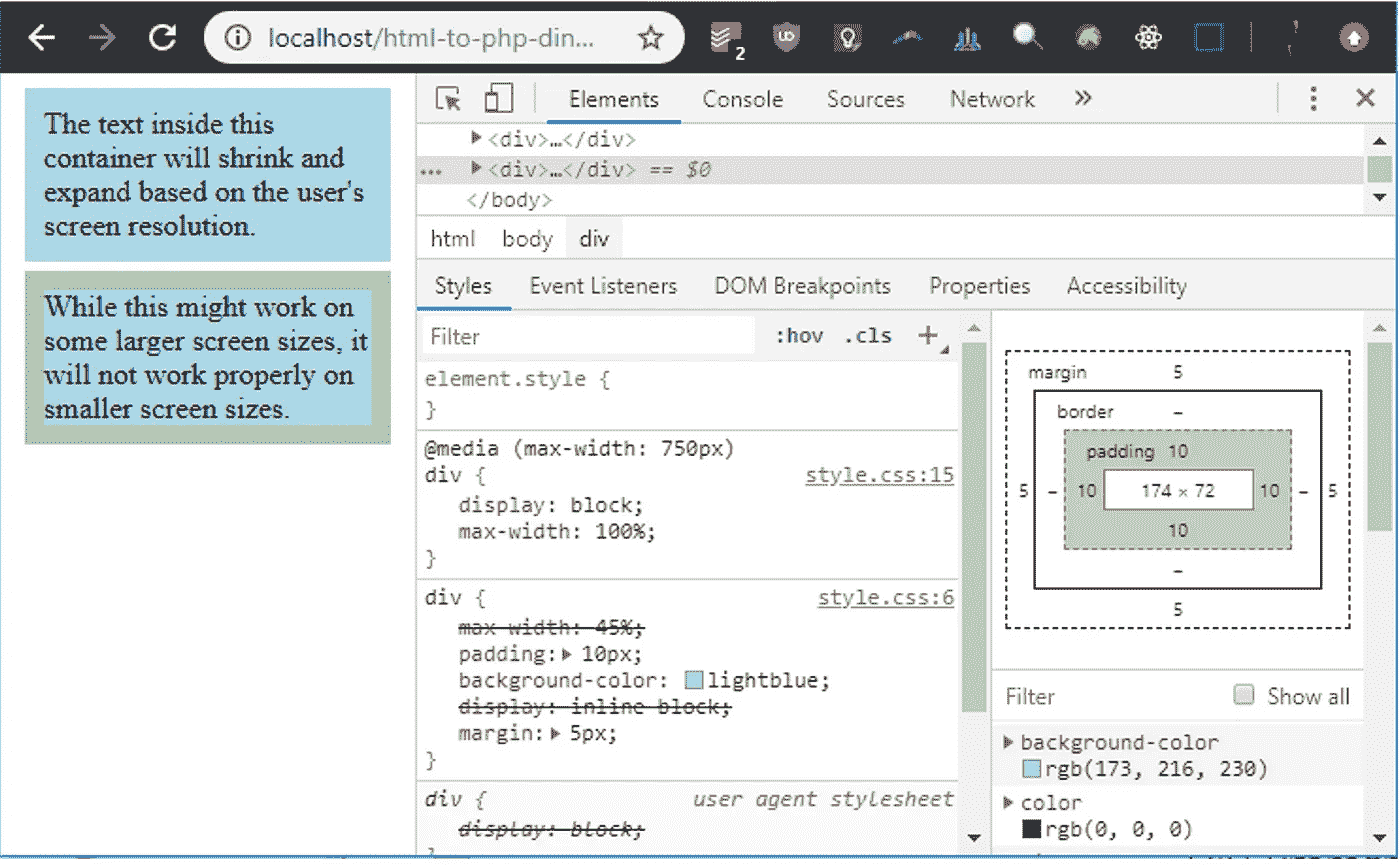 localhost/html-to-php-din...
2
UD
The text inside this
container will shrink and
expand based on the user's
screen resolution.
While this might work on
some larger screen sizes, it
will not work properly on
smaller screen sizes.
Elements Console Sources Network »
<div>…</div>
… <div>…</div> == $0
</body>
html body div
Styles Event Listeners DOM Breakpoints Properties Accessibility
Filter :hov .cls +
element.style {
}
@media (max-width: 750px)
div { style.css:15
display: block;
max-width: 100%;
}
div { style.css:6
max-width: 45%;
padding: 10px;
background-color: lightblue;
display: inline-block;
margin: 5px;
}
div { user agent stylesheet
display: block;
margin 5
border –
padding 10
5 – 10 174 × 72 10 – 5
10
–
5
Filter Show all
background-color
rgb(173, 216, 230)
color
rgb(0, 0, 0)